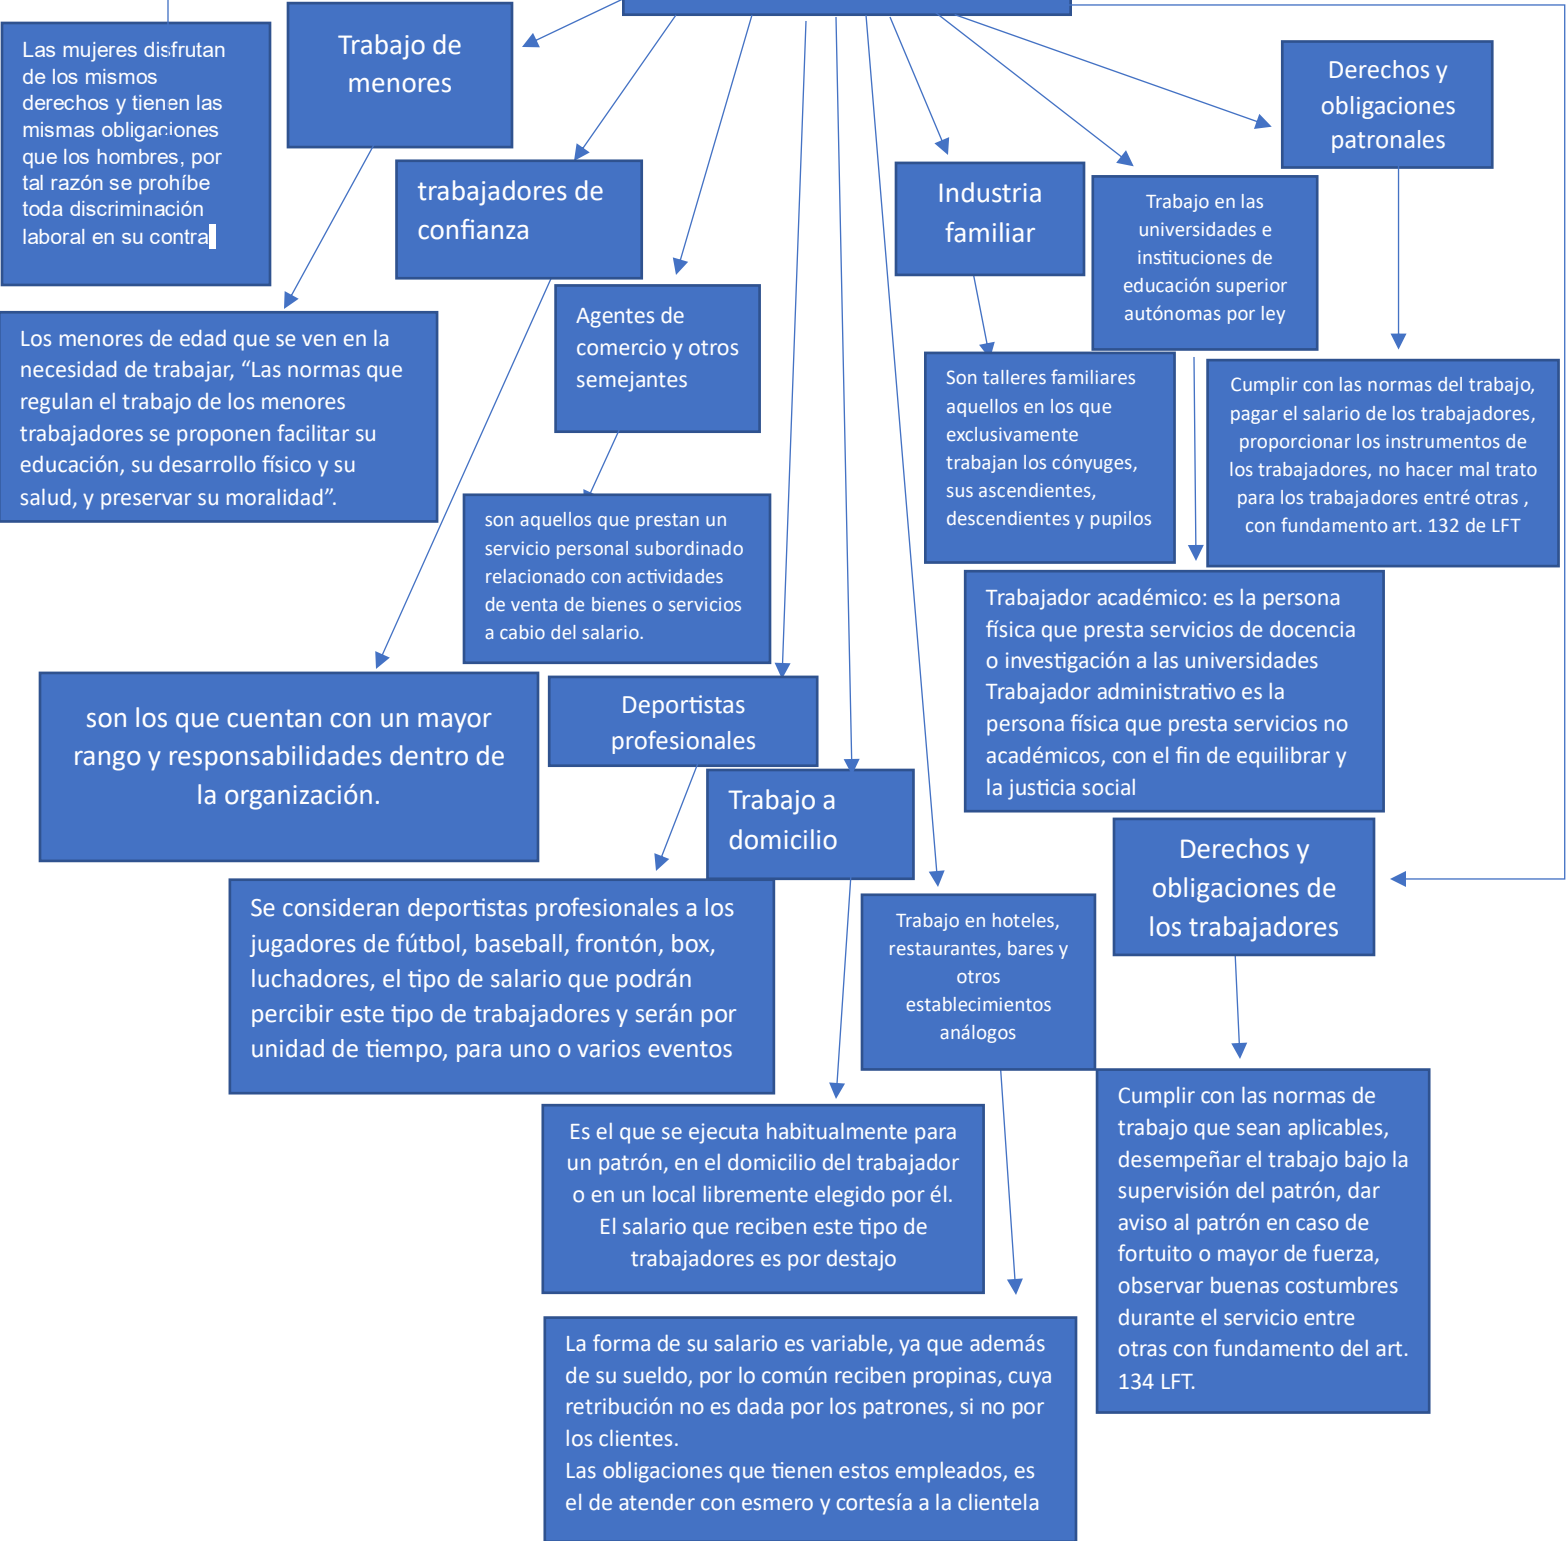 Las mujeres disfrutan
de los mismos
derechos y tienen las
mismas obligaciones
que los hombres, por
tal razón se prohíbe
toda discriminación
laboral en su contra
Trabajo de
menores
Los menores de edad que se ven en la
necesidad de trabajar, “Las normas que
regulan el trabajo de los menores
trabajadores se proponen facilitar su
educación, su desarrollo físico y su
salud, y preservar su moralidad”.
trabajadores de
confianza
son los que cuentan con un mayor
rango y responsabilidades dentro de
la organización.
Agentes de
comercio y otros
semejantes
son aquellos que prestan un
servicio personal subordinado
relacionado con actividades
de venta de bienes o servicios
a cabio del salario.
Deportistas
profesionales
Se consideran deportistas profesionales a los
jugadores de fútbol, baseball, frontón, box,
luchadores, el tipo de salario que podrán
percibir este tipo de trabajadores y serán por
unidad de tiempo, para uno o varios eventos
Trabajo a
domicilio
Es el que se ejecuta habitualmente para
un patrón, en el domicilio del trabajador
o en un local libremente elegido por él.
El salario que reciben este tipo de
trabajadores es por destajo
Trabajo en hoteles,
restaurantes, bares y
otros
establecimientos
análogos
La forma de su salario es variable, ya que además
de su sueldo, por lo común reciben propinas, cuya
retribución no es dada por los patrones, si no por
los clientes.
Las obligaciones que tienen estos empleados, es
el de atender con esmero y cortesía a la clientela
Industria
familiar
Son talleres familiares
aquellos en los que
exclusivamente
trabajan los cónyuges,
sus ascendientes,
descendientes y pupilos
Trabajo en las
universidades e
instituciones de
educación superior
autónomas por ley
Trabajador académico: es la persona
física que presta servicios de docencia
o investigación a las universidades
Trabajador administrativo es la
persona física que presta servicios no
académicos, con el fin de equilibrar y
la justicia social
Derechos y
obligaciones
patronales
Cumplir con las normas del trabajo,
pagar el salario de los trabajadores,
proporcionar los instrumentos de
los trabajadores, no hacer mal trato
para los trabajadores entré otras ,
con fundamento art. 132 de LFT
Derechos y
obligaciones de
los trabajadores
Cumplir con las normas de
trabajo que sean aplicables,
desempeñar el trabajo bajo la
supervisión del patrón, dar
aviso al patrón en caso de
fortuito o mayor de fuerza,
observar buenas costumbres
durante el servicio entre
otras con fundamento del art.
134 LFT.